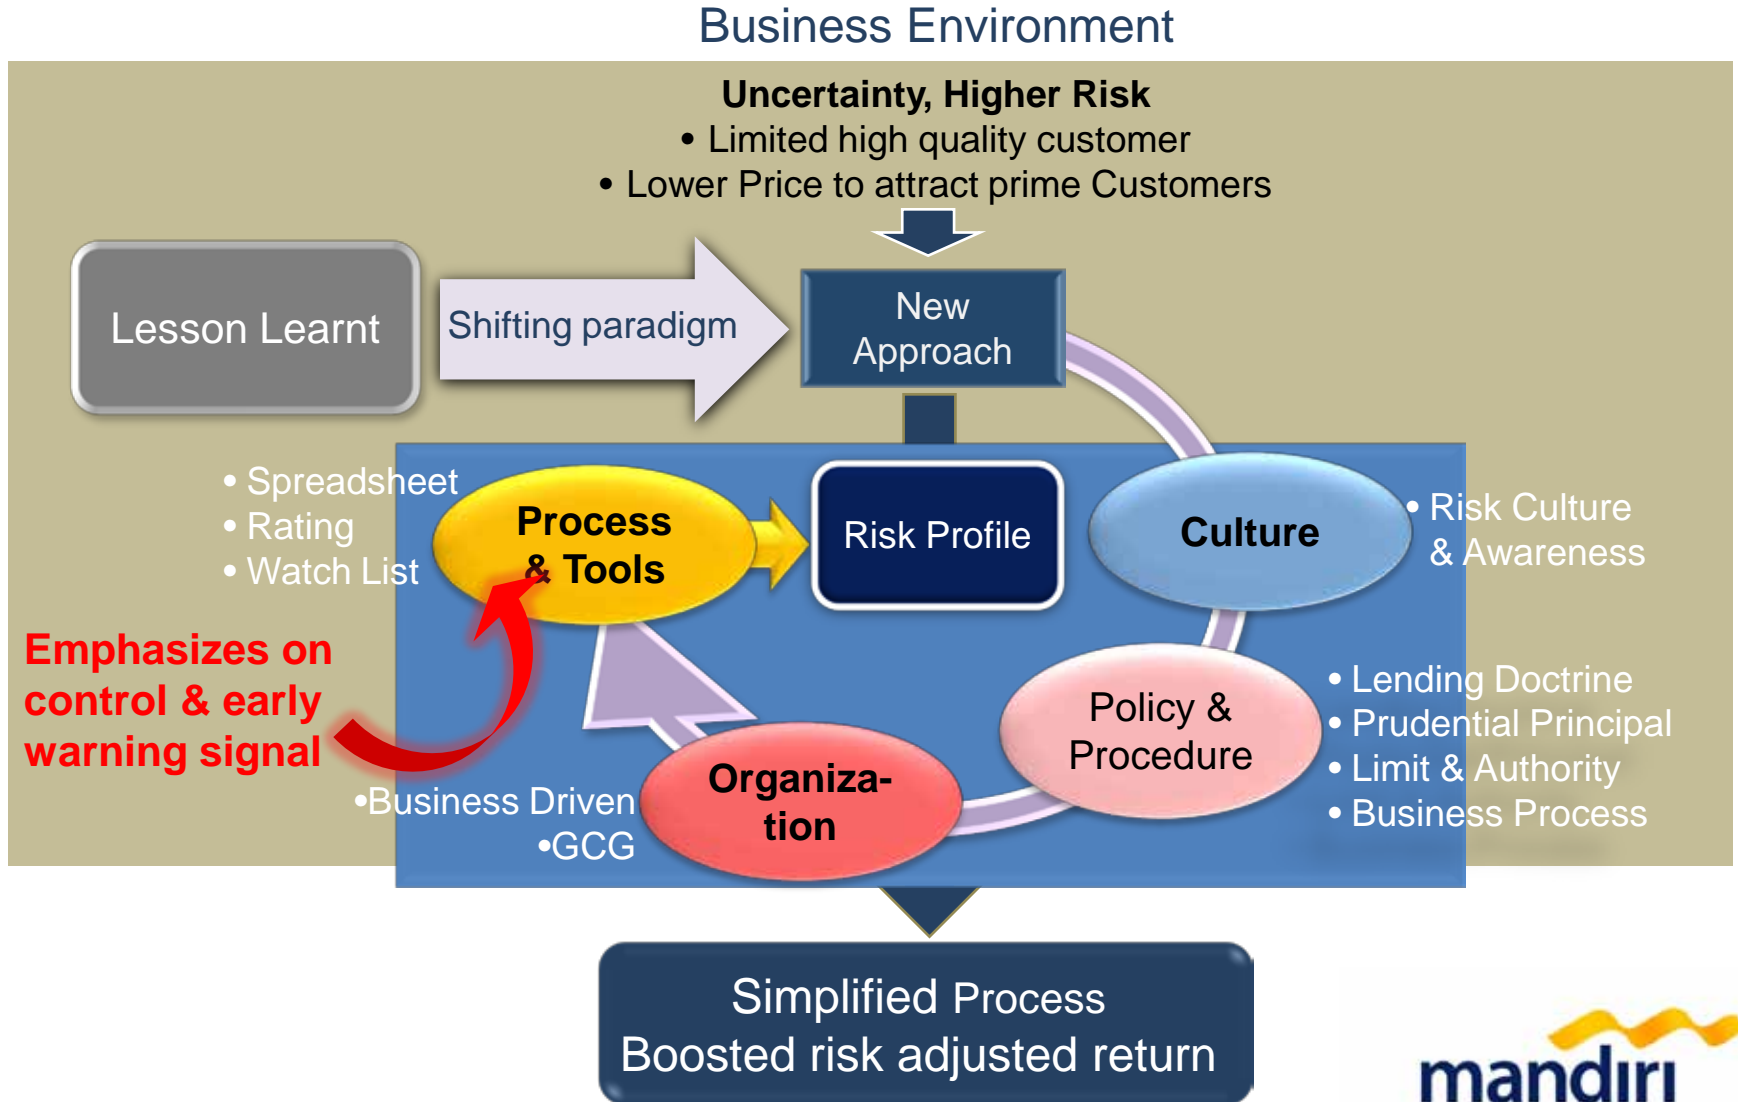 Business Environment
Uncertainty, Higher Risk
• Limited high quality customer
• Lower Price to attract prime Customers
Lesson Learnt
Shifting paradigm
New
Approach
• Spreadsheet
• Rating
• Watch List
Process
& Tools
Risk Profile
Culture
• Risk Culture
& Awareness
Emphasizes on
control & early
warning signal
Policy &
Procedure
• Lending Doctrine
• Prudential Principal
• Limit & Authority
• Business Process
•Business Driven
•GCG
Organiza-
tion
Simplified Process
Boosted risk adjusted return
mandırı